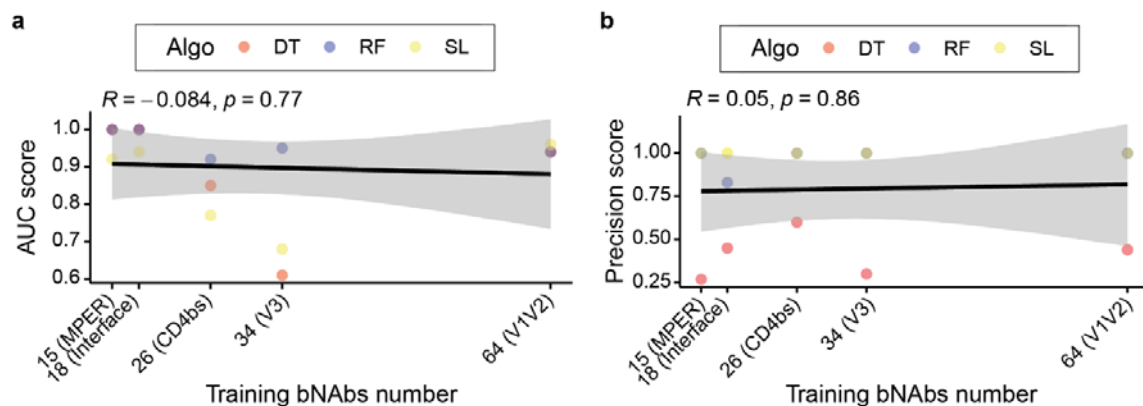 a
Algo DT RF SL
R = −0.084, p = 0.77
AUC score
1.0
0.9
0.8
0.7
0.6
15 (MPER)
18 (Interface)
26 (CD4bs)
34 (V3)
64 (V1V2)
Training bNAbs number
b
Algo DT RF SL
R = 0.05, p = 0.86
Precision score
1.00
0.75
0.50
0.25
15 (MPER)
18 (Interface)
26 (CD4bs)
34 (V3)
64 (V1V2)
Training bNAbs number